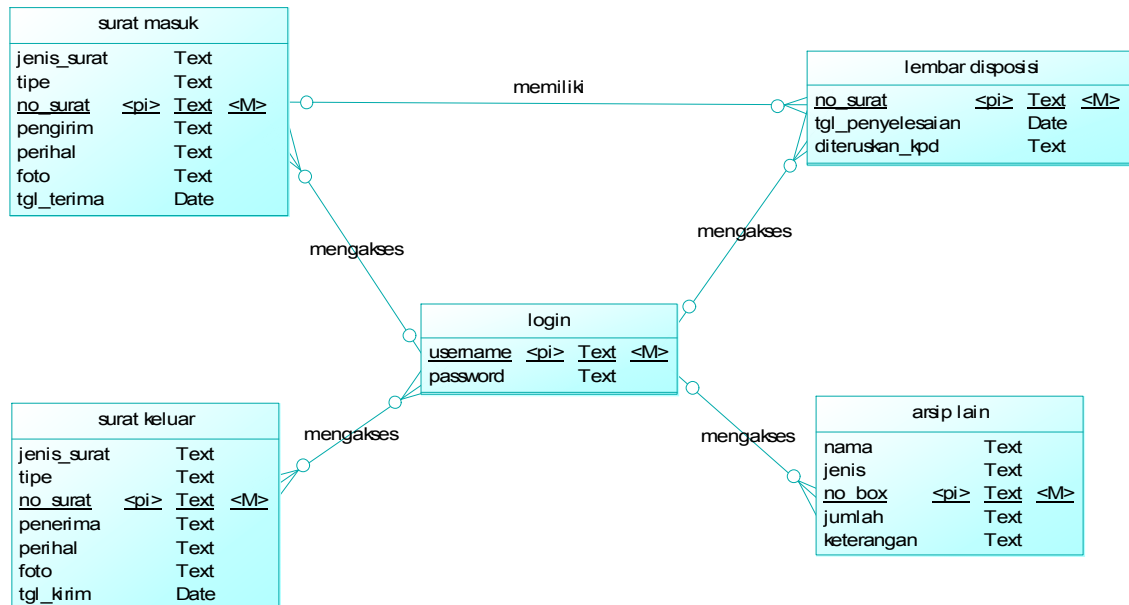 surat masuk
jenis_surat Text
tipe Text
no_surat <pi> Text <M>
pengirim Text
perihal Text
foto Text
tgl_terima Date
memiliki
lembar disposisi
no_surat <pi> Text <M>
tgl_penyelesaian Date
diteruskan_kpd Text
mengakses
mengakses
login
username <pi> Text <M>
password Text
mengakses
mengakses
surat keluar
jenis_surat Text
tipe Text
no_surat <pi> Text <M>
penerima Text
perihal Text
foto Text
tgl_kirim Date
arsip lain
nama Text
jenis Text
no_box <pi> Text <M>
jumlah Text
keterangan Text